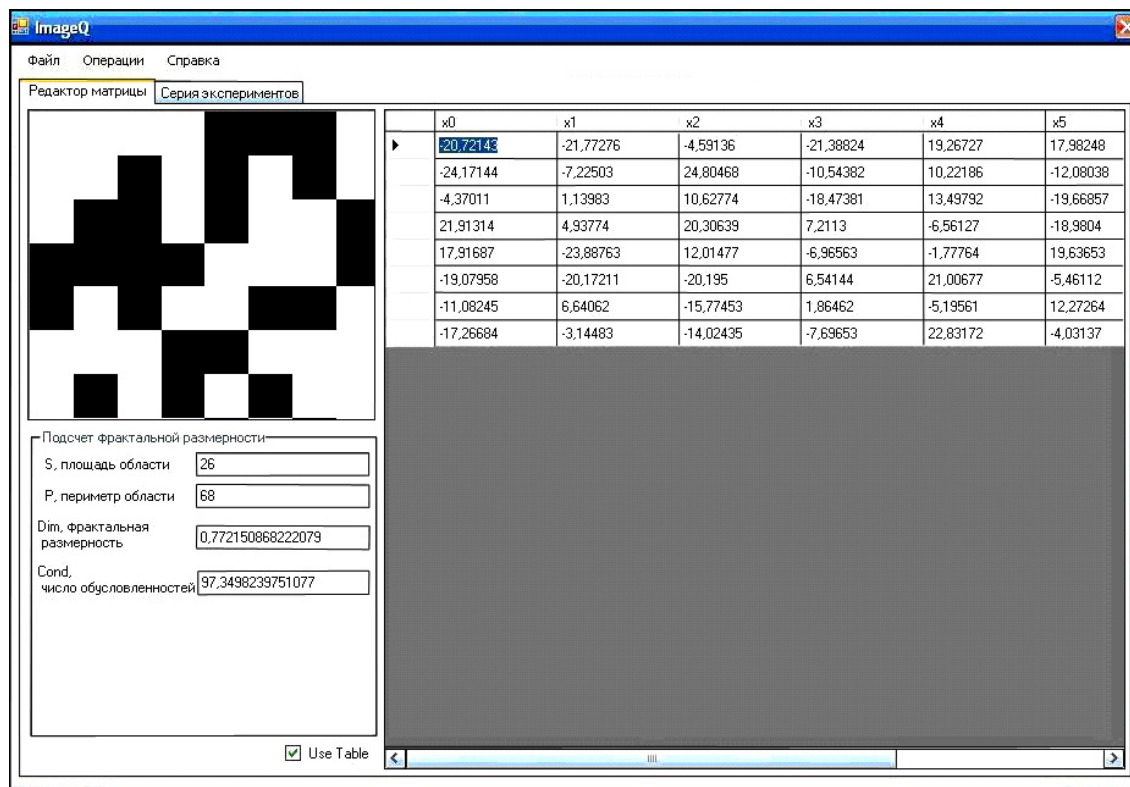 ImageQ
Файл Операции Справка
Редактор матрицы Серия экспериментов
x0 x1 x2 x3 x4 x5
-20,72143 -21,77276 -4,59136 -21,38824 19,26727 17,98248
-24,17144 -7,22503 24,80468 -10,54382 10,22186 -12,08038
-4,37011 1,13983 10,62774 -18,47381 13,49792 -19,66857
21,91314 4,93774 20,30639 7,2113 -6,56127 -18,9804
17,91687 -23,88763 12,01477 -6,96563 -1,77764 19,63653
-19,07958 -20,17211 -20,195 6,54144 21,00677 -5,46112
-11,08245 6,64062 -15,77453 1,86462 -5,19561 12,27264
-17,26684 -3,14483 -14,02435 -7,69653 22,83172 -4,03137
Подсчет фрактальной размерности
S, площадь области 26
P, периметр области 68
Dim, фрактальная
размерность 0,772150868222079
Cond,
число обусловленностей 97,3498239751077
Use Table